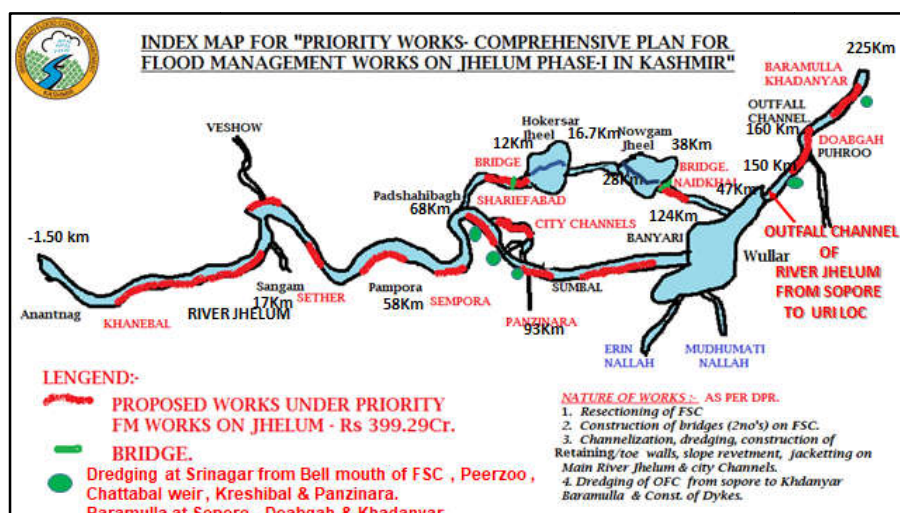 INDEX MAP FOR "PRIORITY WORKS- COMPREHENSIVE PLAN FOR
FLOOD MANAGEMENT WORKS ON JHELUM PHASE-I IN KASHMIR"
225Km
BARAMULLA
KHADANYAR
OUTFALL
CHANNEL.
160 Km
DOABGAH
PUHROO
150 Km
VESHOW
Hokersar
Jheel
16.7Km
Nowgam
Jheel
38Km
12Km
BRIDGE
BRIDGE.
NAIDKHAI
28Km
47Km
SHARIEFABAD
Padshahibagh
68Km
CITY CHANNELS
124Km
BANYARI
Wullar
OUTFALL CHANNEL
OF
RIVER JHELUM
FROM SOPORE
TO URI LOC
-1.50 km
Anantnag
KHANEBAL
RIVER JHELUM
Sangam
17Km
SETHER
Pampora
58Km
SEMPORA
PANZINARA
93Km
SUMBAL
ERIN
NALLAH
MUDHUMATI
NALLAH
LENGEND:-
PROPOSED WORKS UNDER PRIORITY
FM WORKS ON JHELUM - Rs 399.29Cr.
BRIDGE.
Dredging at Srinagar from Bell mouth of FSC , Peerzoo ,
Chattabal weir , Kreshibal & Panzinara.
Baramulla at Sopore , Doabgah & Khadanyar
NATURE OF WORKS :- AS PER DPR.
1. Resectioning of FSC
2. Construction of bridges (2no's) on FSC.
3. Channelization, dredging, construction of
Retaining/toe walls, slope revetment, jacketting on
Main River Jhelum & city Channels.
4. Dredging of OFC from sopore to Khdanyar
Baramulla & Const. of Dykes.